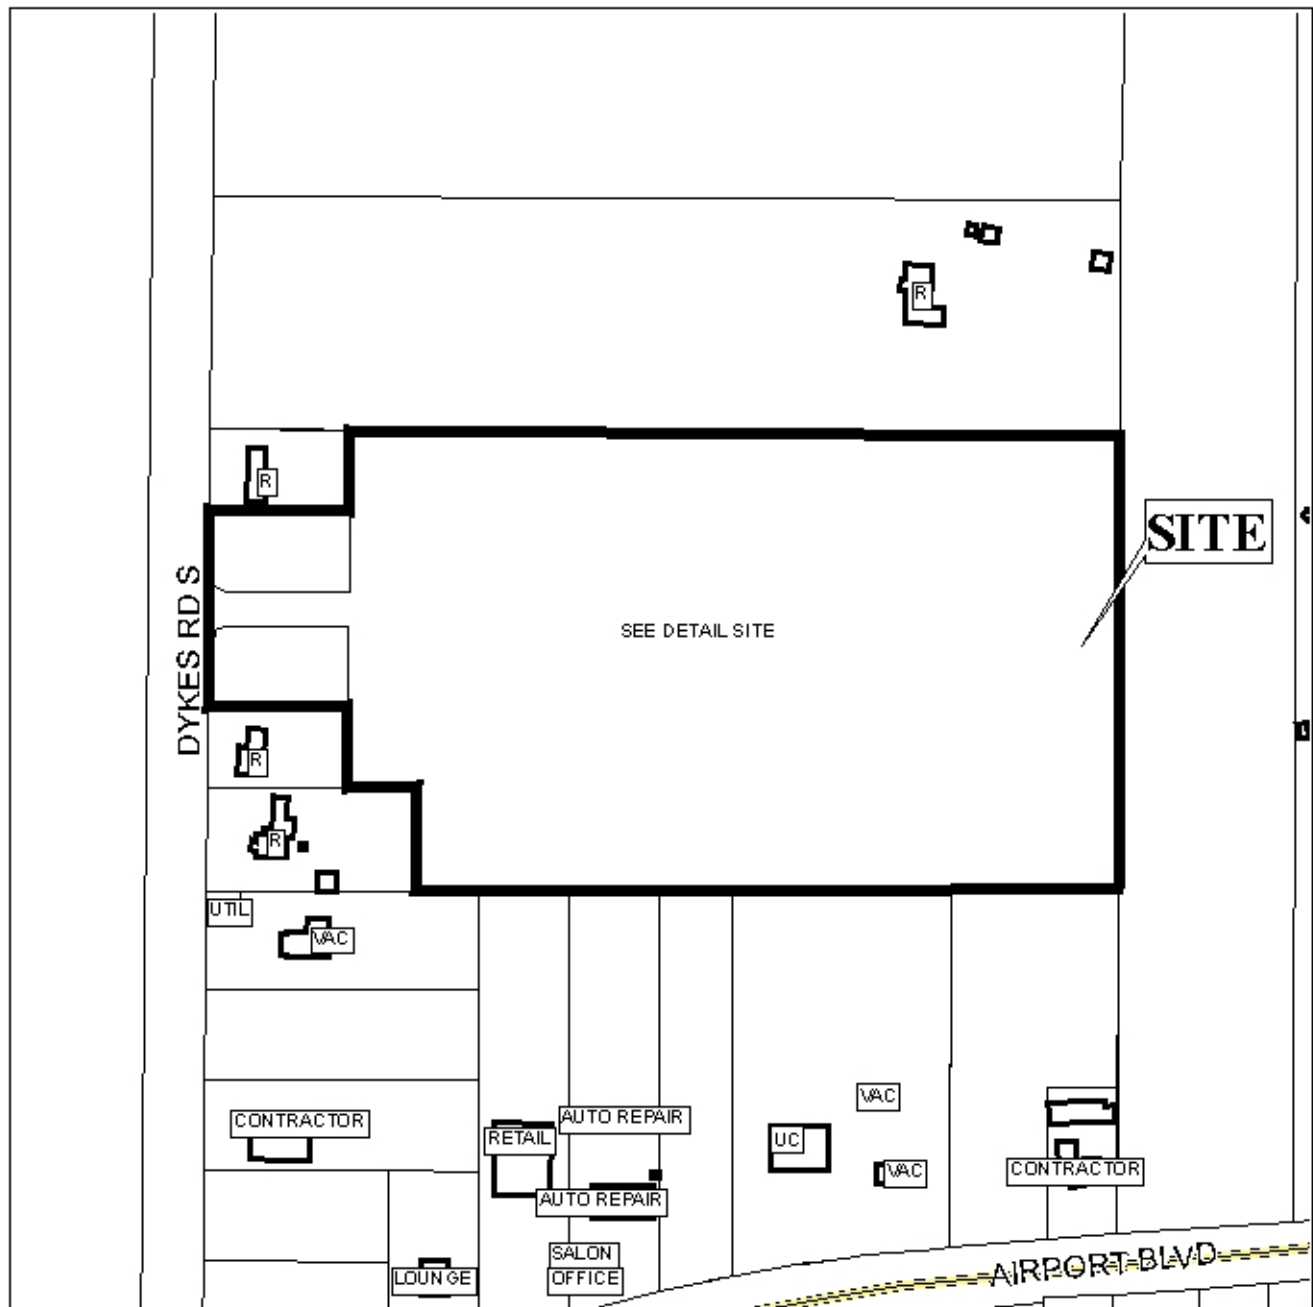 R
R
SITE
SEE DETAIL SITE
DYKES RD S
R
R
UTIL
VAC
VAC
CONTRACTOR
AUTO REPAIR
RETAIL
UC
VAC
CONTRACTOR
AUTO REPAIR
SALON
OFFICE
LOUNGE
AIRPORT BLVD